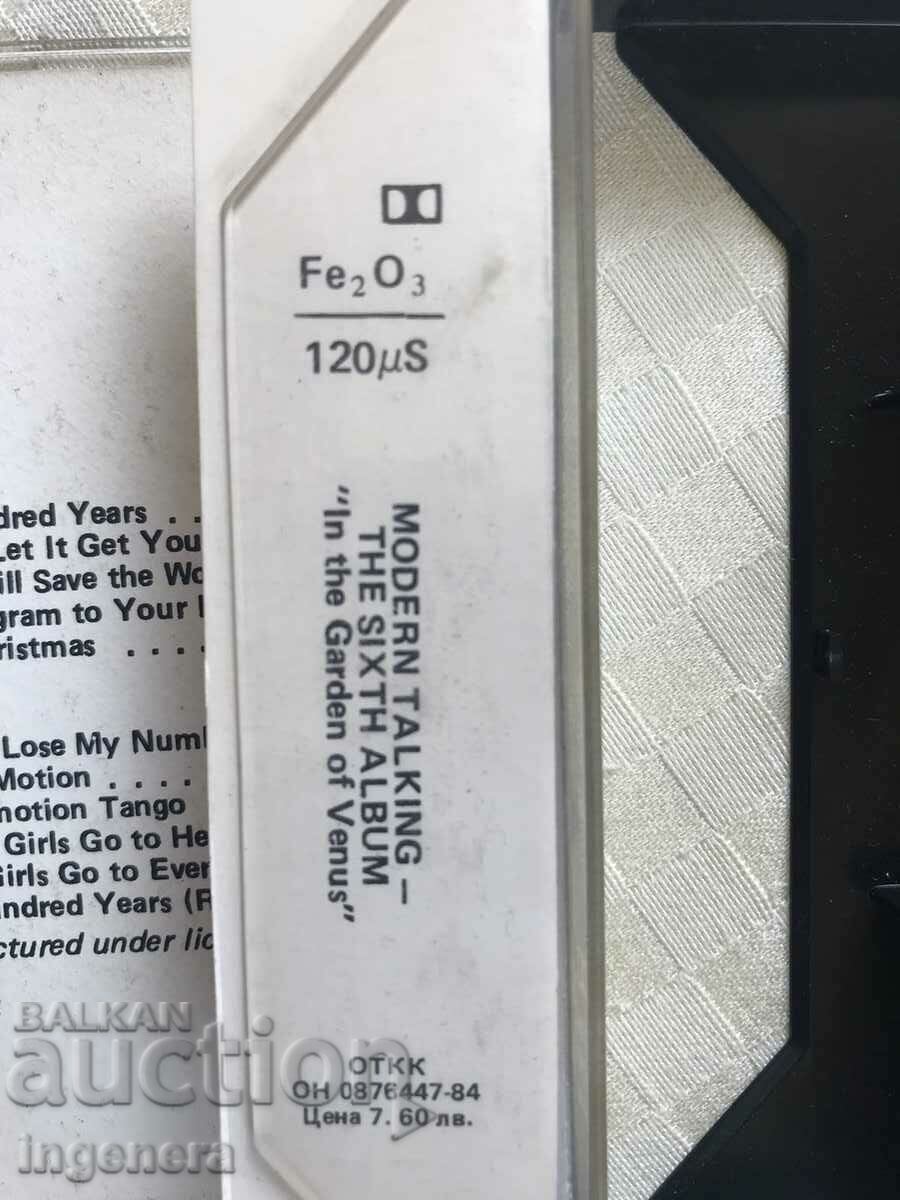 Fe₂O₃
120µS
MODERN TALKING –
THE SIXTH ALBUM
"In the Garden of Venus"
ОТКК
ОН 0876447-84
Цена 7. 60 лв.
dred Years . .
Let It Get You
ill Save the Wo
gram to Your
ristmas . . . .
Lose My Num
Motion . . . .
motion Tango
Girls Go to He
Girls Go to Ever
undred Years (R
ctured under lic
BALKAN
auction
ingenera